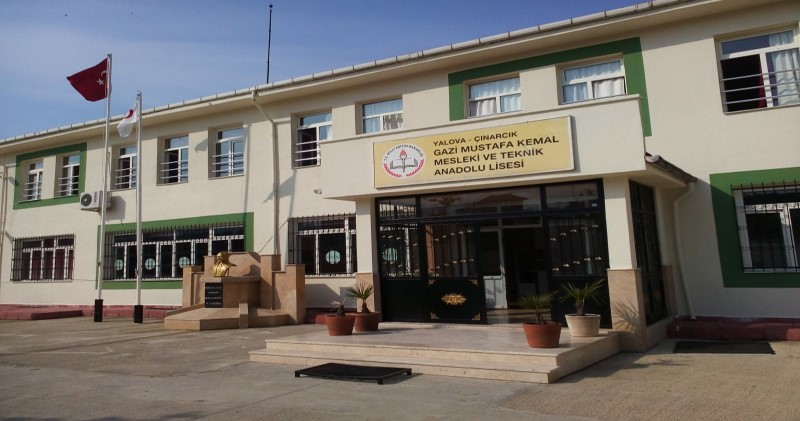 YALOVA - ÇINARCIK
GAZİ MUSTAFA KEMAL
MESLEKİ VE TEKNİK
ANADOLU LİSESİ